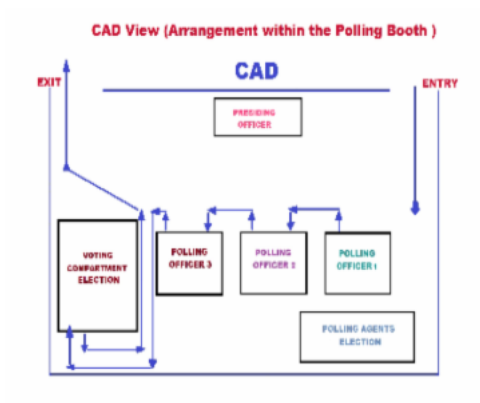 CAD View (Arrangement within the Polling Booth )
CAD
EXIT
ENTRY
PRESIDING
OFFICER
VOTING
COMPARTMENT
ELECTION
POLLING
OFFICER 3
POLLING
OFFICER 2
POLLING
OFFICER 1
POLLING AGENTS
ELECTION